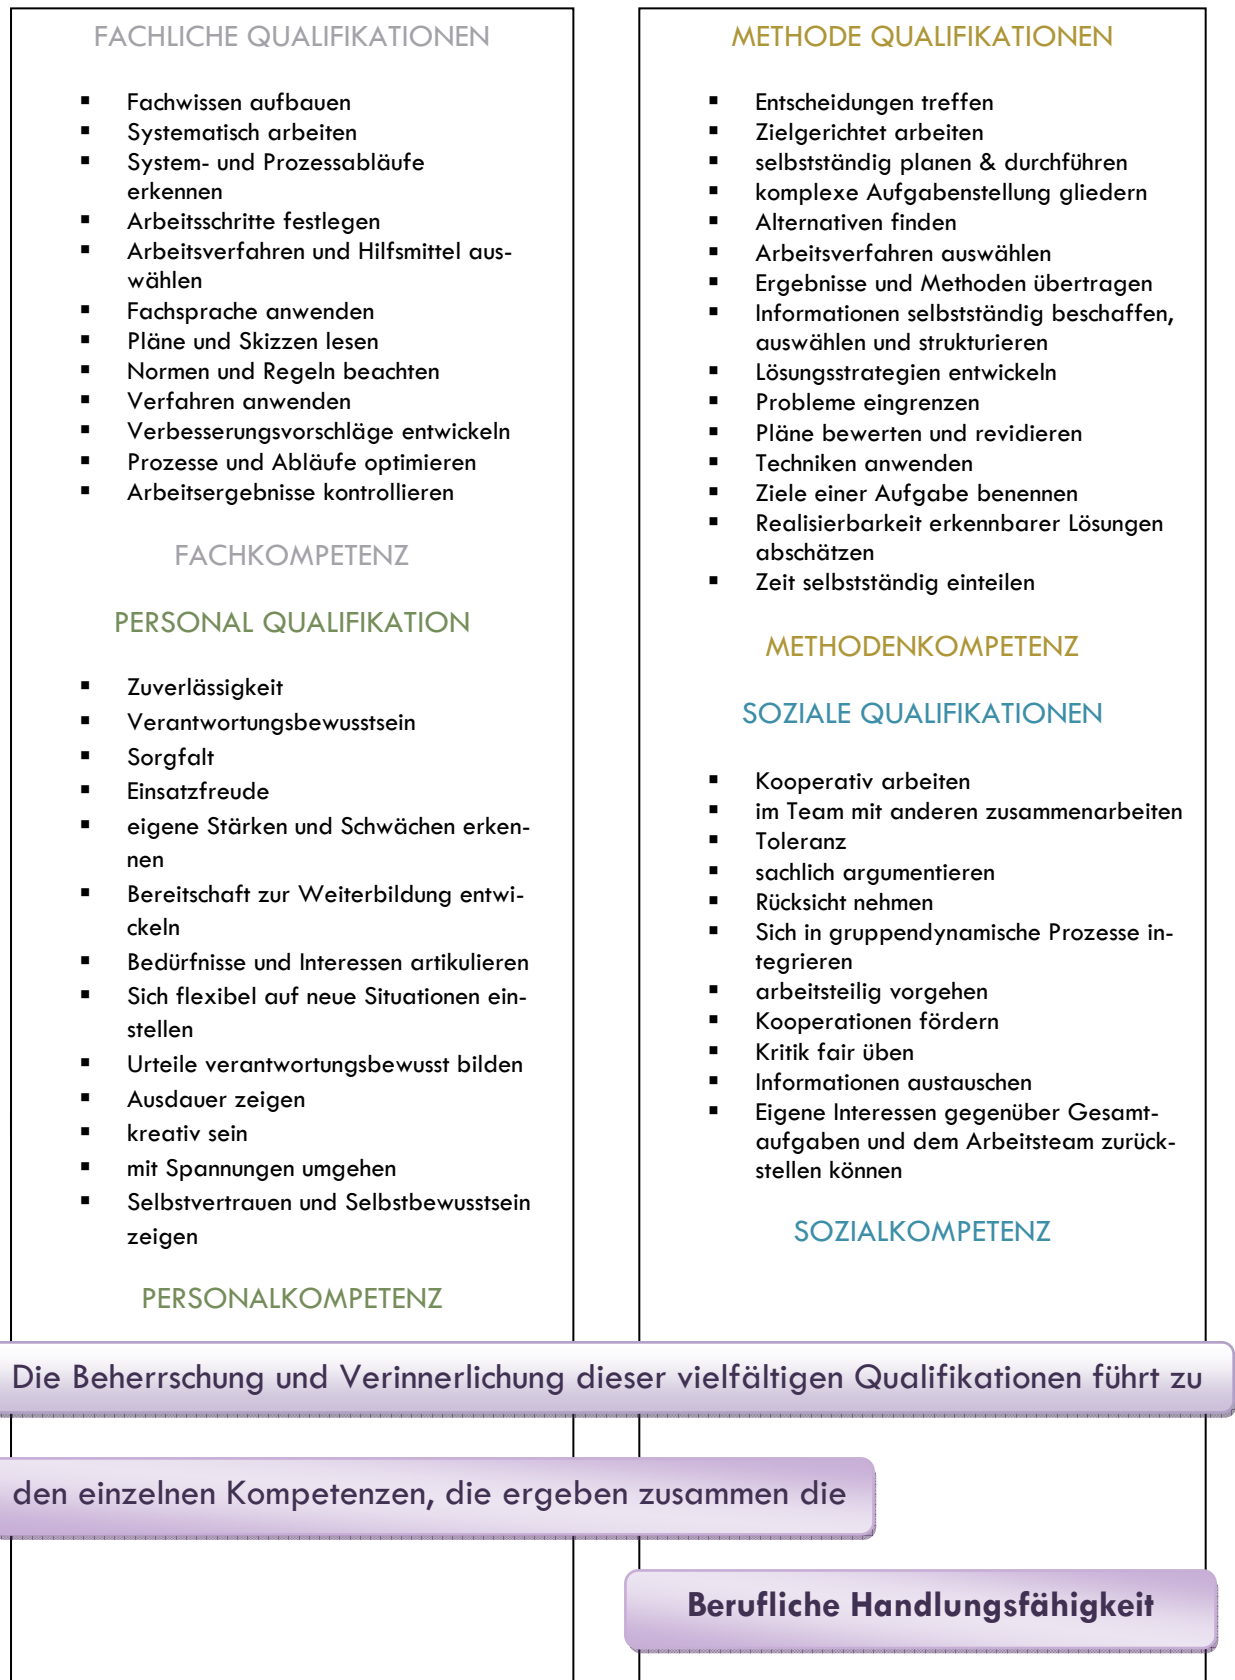 FACHLICHE QUALIFIKATIONEN
▪ Fachwissen aufbauen
▪ Systematisch arbeiten
▪ System- und Prozessabläufe
erkennen
▪ Arbeitsschritte festlegen
▪ Arbeitsverfahren und Hilfsmittel aus-
wählen
▪ Fachsprache anwenden
▪ Pläne und Skizzen lesen
▪ Normen und Regeln beachten
▪ Verfahren anwenden
▪ Verbesserungsvorschläge entwickeln
▪ Prozesse und Abläufe optimieren
▪ Arbeitsergebnisse kontrollieren
FACHKOMPETENZ
PERSONAL QUALIFIKATION
▪ Zuverlässigkeit
▪ Verantwortungsbewusstsein
▪ Sorgfalt
▪ Einsatzfreude
▪ eigene Stärken und Schwächen erken-
nen
▪ Bereitschaft zur Weiterbildung entwi-
ckeln
▪ Bedürfnisse und Interessen artikulieren
▪ Sich flexibel auf neue Situationen ein-
stellen
▪ Urteile verantwortungsbewusst bilden
▪ Ausdauer zeigen
▪ kreativ sein
▪ mit Spannungen umgehen
▪ Selbstvertrauen und Selbstbewusstsein
zeigen
PERSONALKOMPETENZ
METHODE QUALIFIKATIONEN
▪ Entscheidungen treffen
▪ Zielgerichtet arbeiten
▪ selbstständig planen & durchführen
▪ komplexe Aufgabenstellung gliedern
▪ Alternativen finden
▪ Arbeitsverfahren auswählen
▪ Ergebnisse und Methoden übertragen
▪ Informationen selbstständig beschaffen,
auswählen und strukturieren
▪ Lösungsstrategien entwickeln
▪ Probleme eingrenzen
▪ Pläne bewerten und revidieren
▪ Techniken anwenden
▪ Ziele einer Aufgabe benennen
▪ Realisierbarkeit erkennbarer Lösungen
abschätzen
▪ Zeit selbstständig einteilen
METHODENKOMPETENZ
SOZIALE QUALIFIKATIONEN
▪ Kooperativ arbeiten
▪ im Team mit anderen zusammenarbeiten
▪ Toleranz
▪ sachlich argumentieren
▪ Rücksicht nehmen
▪ Sich in gruppendynamische Prozesse in-
tegrieren
▪ arbeitsteilig vorgehen
▪ Kooperationen fördern
▪ Kritik fair üben
▪ Informationen austauschen
▪ Eigene Interessen gegenüber Gesamt-
aufgaben und dem Arbeitsteam zurück-
stellen können
SOZIALKOMPETENZ
Die Beherrschung und Verinnerlichung dieser vielfältigen Qualifikationen führt zu
den einzelnen Kompetenzen, die ergeben zusammen die
Berufliche Handlungsfähigkeit